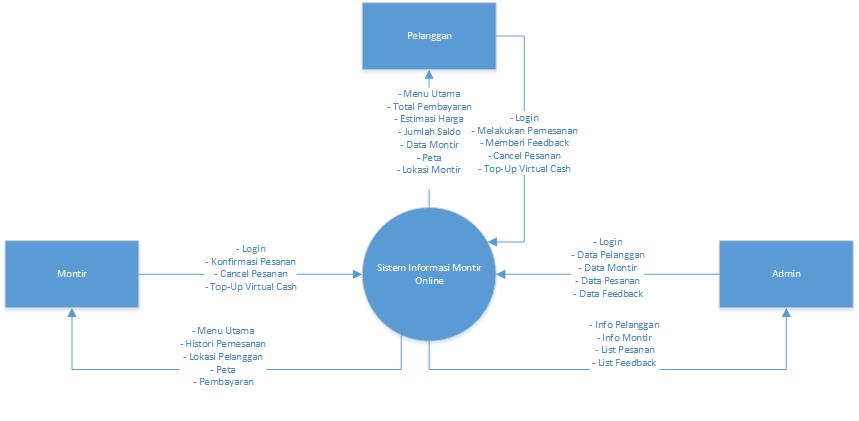 Pelanggan
- Menu Utama
- Total Pembayaran
- Estimasi Harga
- Jumlah Saldo
- Data Montir
- Peta
- Lokasi Montir
- Login
- Melakukan Pemesanan
- Memberi Feedback
- Cancel Pesanan
- Top-Up Virtual Cash
Montir
- Login
- Konfirmasi Pesanan
- Cancel Pesanan
- Top-Up Virtual Cash
Sistem Informasi Montir
Online
- Login
- Data Pelanggan
- Data Montir
- Data Pesanan
- Data Feedback
Admin
- Menu Utama
- Histori Pemesanan
- Lokasi Pelanggan
- Peta
- Pembayaran
- Info Pelanggan
- Info Montir
- List Pesanan
- List Feedback